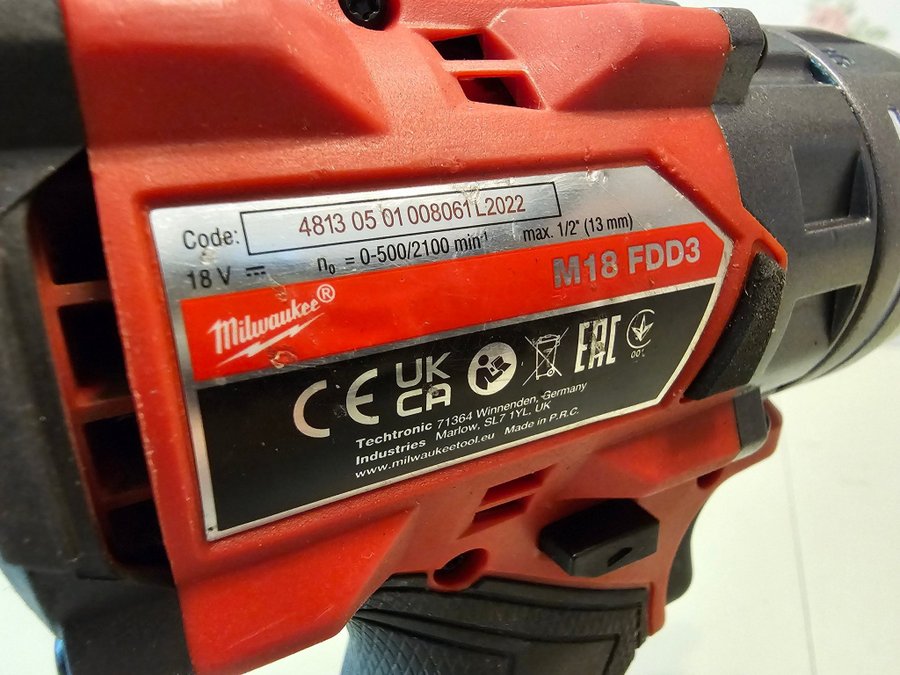 Code: 4813 05 01 008061 L2022
18 V n₀ = 0-500/2100 min⁻¹ max. 1/2" (13 mm)
M18 FDD3
Milwaukee®
CE UK CA EAC
Techtronic 71364 Winnenden, Germany
Industries Marlow, SL7 1YL, UK
www.milwaukeetool.eu Made in P.R.C.